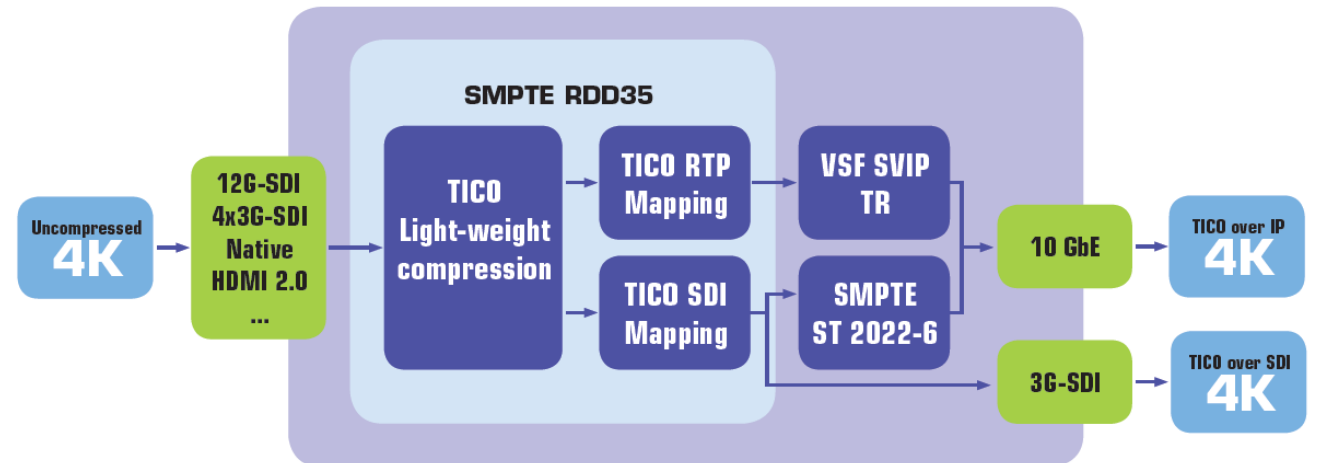 SMPTE RDD35
Uncompressed
4K
12G-SDI
4x3G-SDI
Native
HDMI 2.0
...
TICO
Light-weight
compression
TICO RTP
Mapping
TICO SDI
Mapping
VSF SVIP
TR
SMPTE
ST 2022-6
10 GbE
3G-SDI
TICO over IP
4K
TICO over SDI
4K